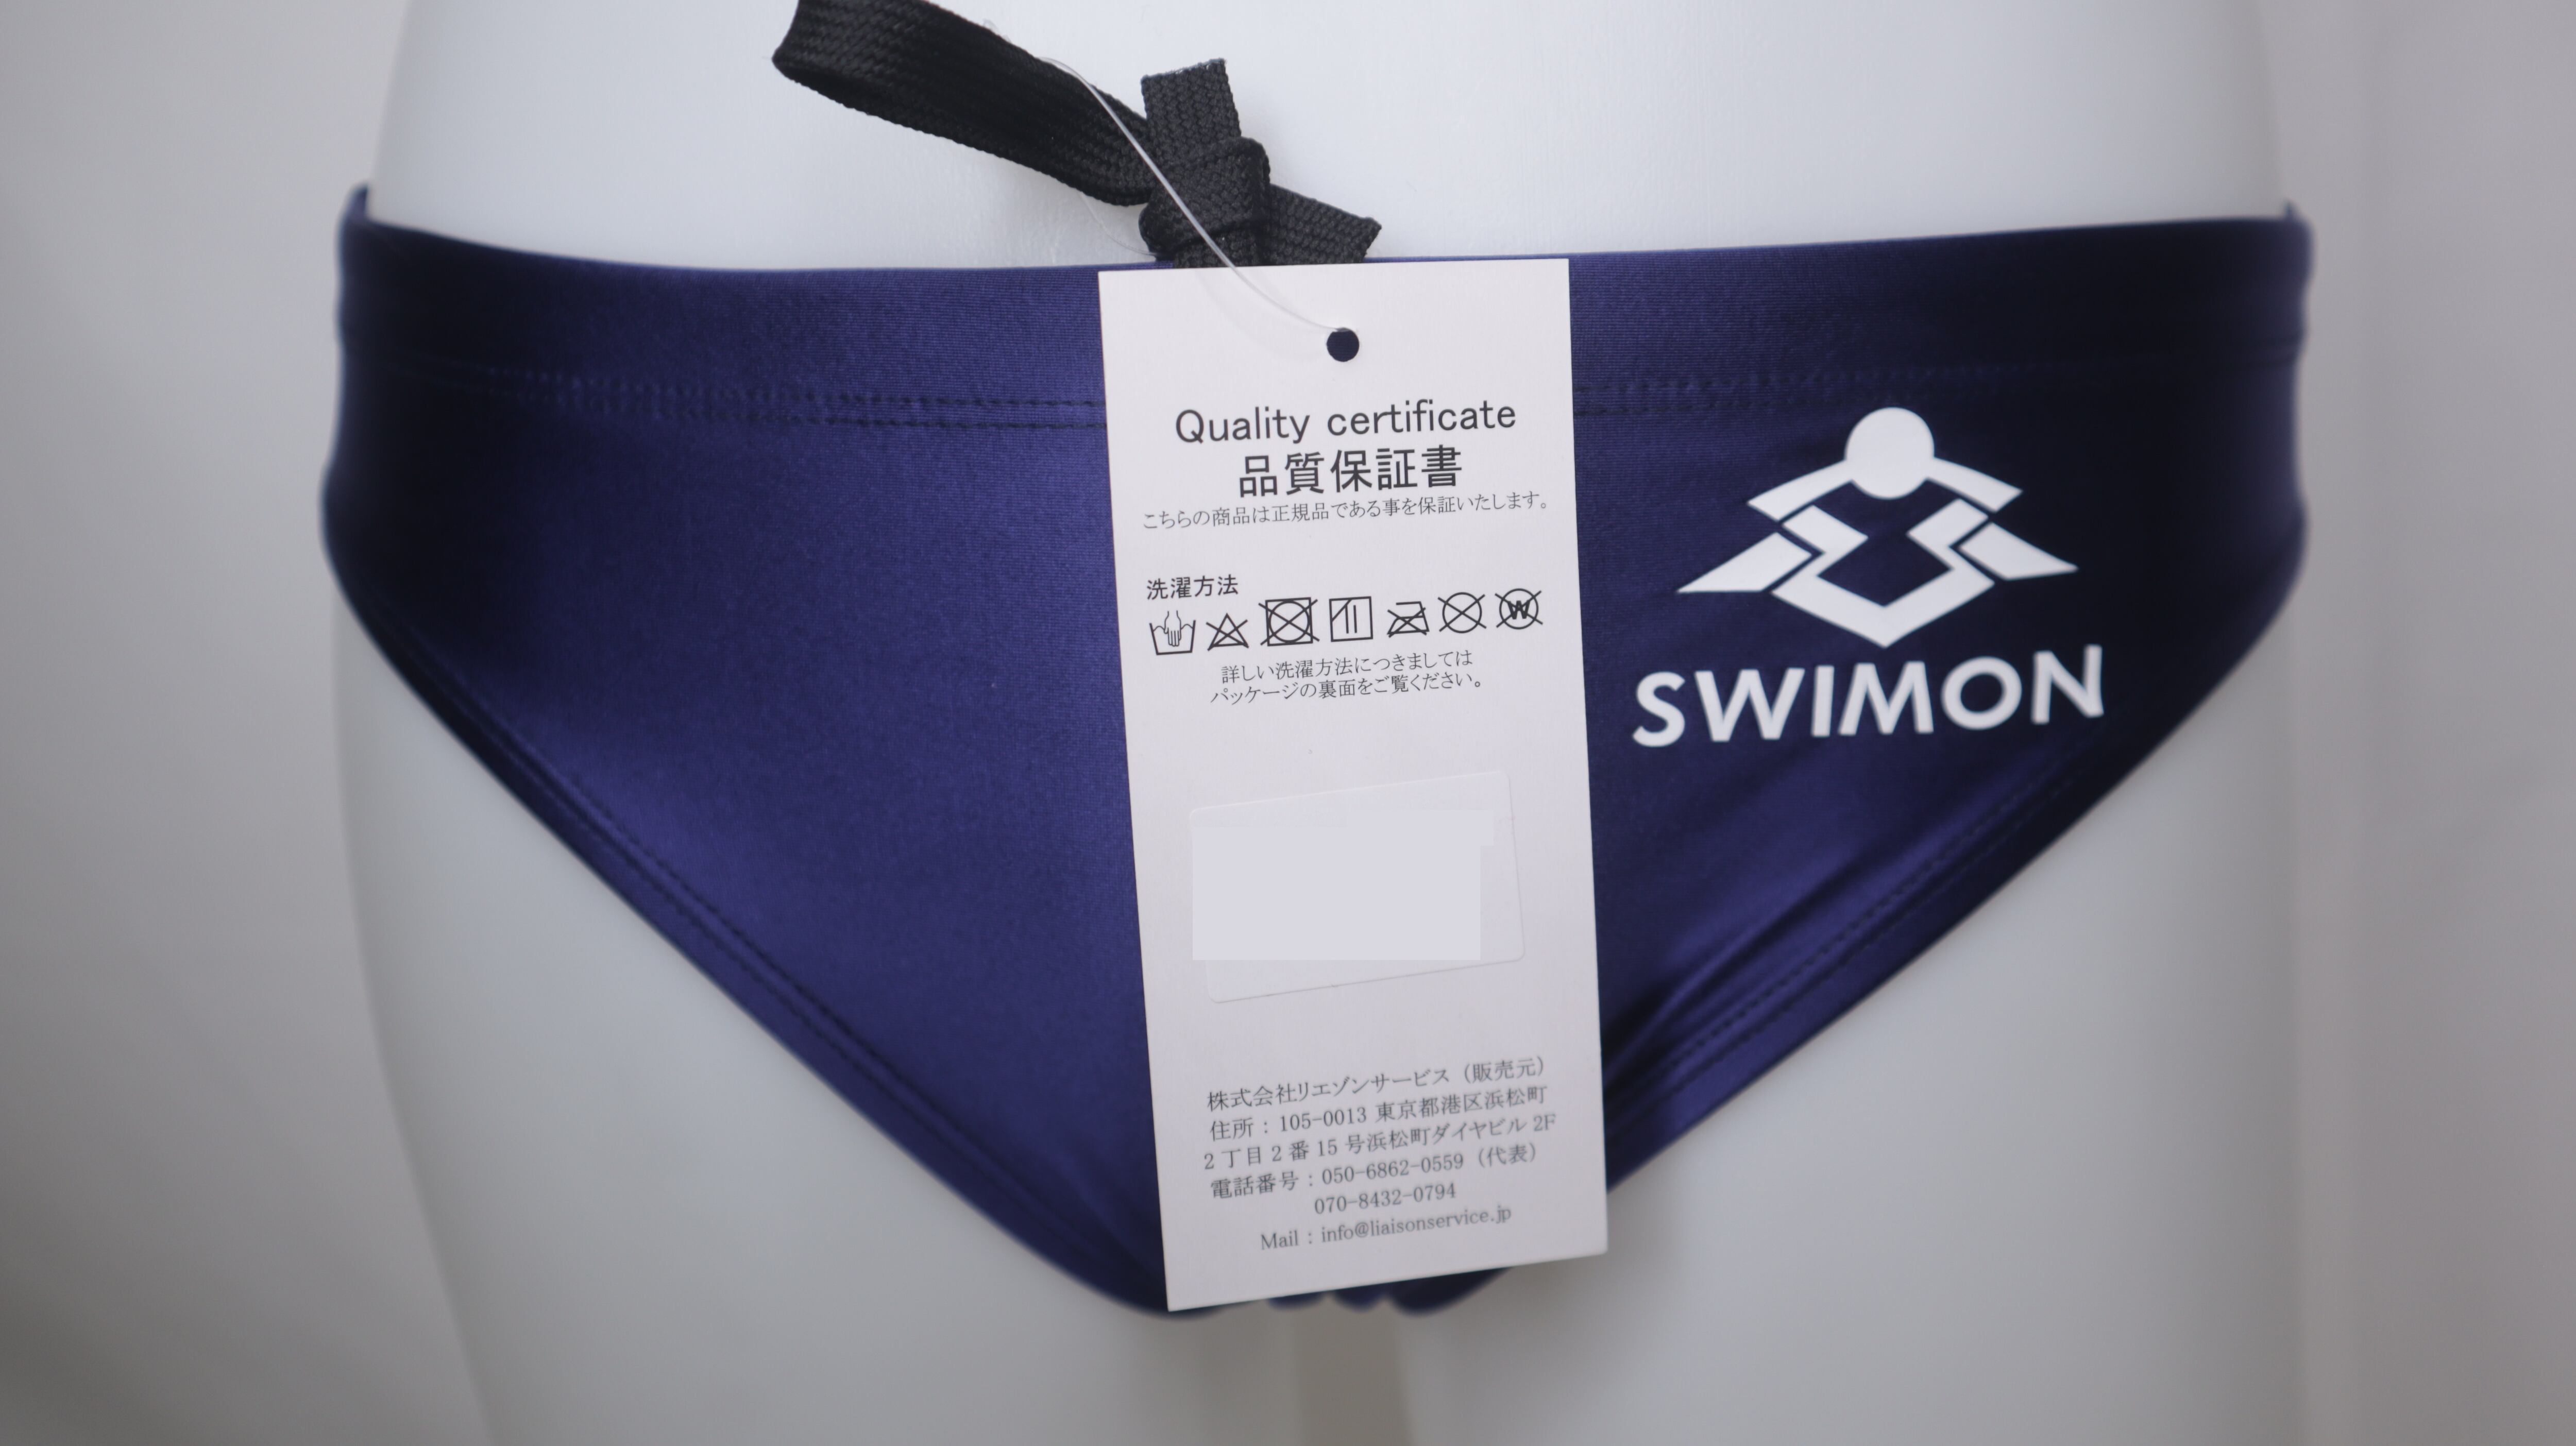 Quality certificate
品質保証書
こちらの商品は正規品である事を保証いたします。
洗濯方法
W
詳しい洗濯方法につきましては
パッケージの裏面をご覧ください。
SWIMON
株式会社リエゾンサービス（販売元）
住所：105-0013 東京都港区浜松町
2丁目2番15号浜松町ダイヤビル 2F
電話番号：050-6862-0559（代表）
070-8432-0794
Mail：info@liaisonservice.jp